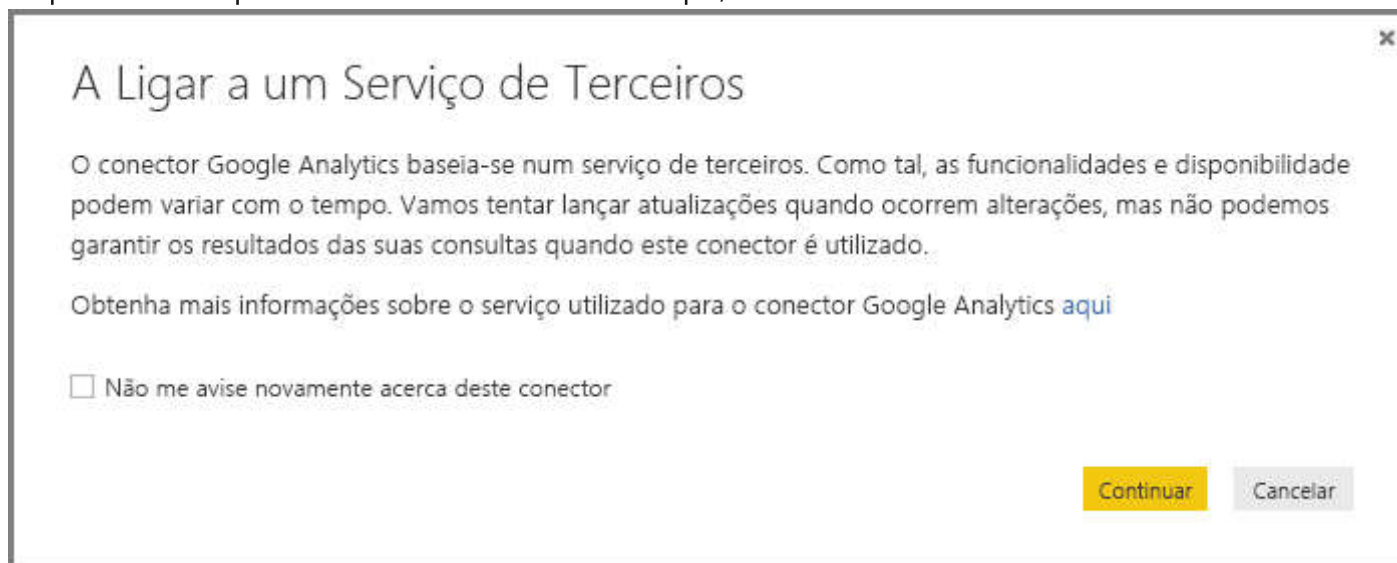 A Ligar a um Serviço de Terceiros
O conector Google Analytics baseia-se num serviço de terceiros. Como tal, as funcionalidades e disponibilidade
podem variar com o tempo. Vamos tentar lançar atualizações quando ocorrem alterações, mas não podemos
garantir os resultados das suas consultas quando este conector é utilizado.
Obtenha mais informações sobre o serviço utilizado para o conector Google Analytics aqui
Não me avise novamente acerca deste conector
Continuar Cancelar